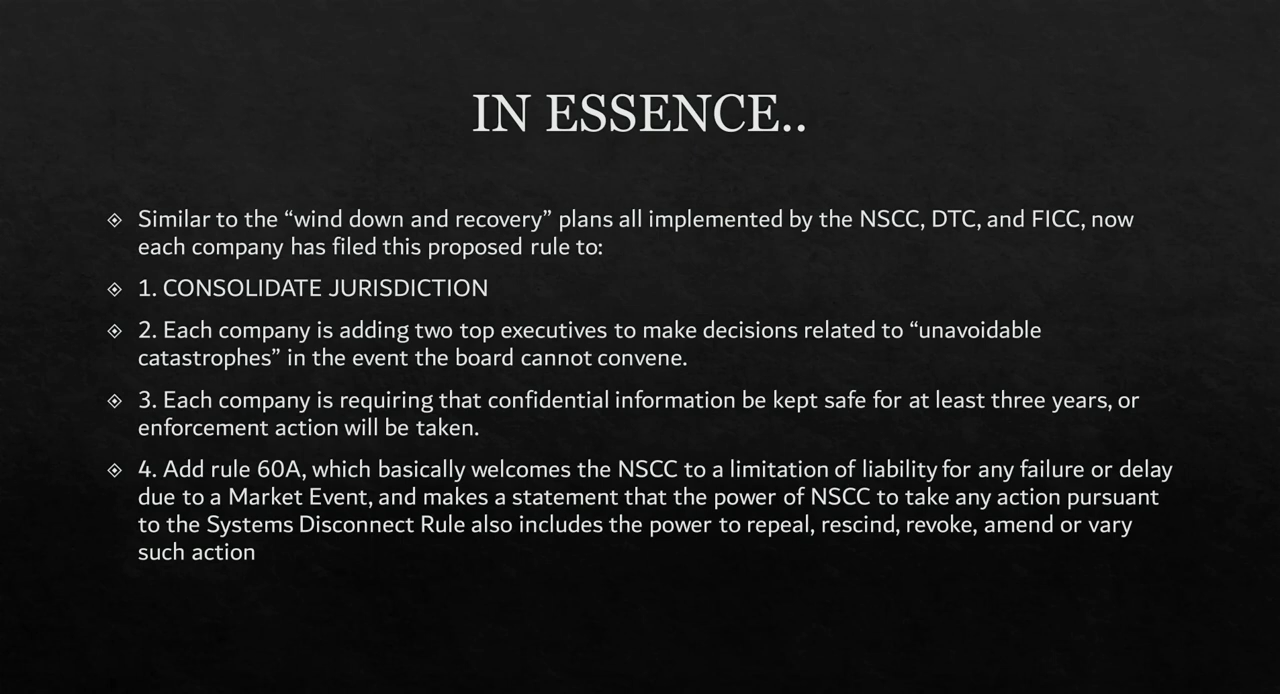 IN ESSENCE..
Similar to the “wind down and recovery” plans all implemented by the NSCC, DTC, and FICC, now
each company has filed this proposed rule to:
1. CONSOLIDATE JURISDICTION
2. Each company is adding two top executives to make decisions related to “unavoidable
catastrophes” in the event the board cannot convene.
3. Each company is requiring that confidential information be kept safe for at least three years, or
enforcement action will be taken.
4. Add rule 60A, which basically welcomes the NSCC to a limitation of liability for any failure or delay
due to a Market Event, and makes a statement that the power of NSCC to take any action pursuant
to the Systems Disconnect Rule also includes the power to repeal, rescind, revoke, amend or vary
such action